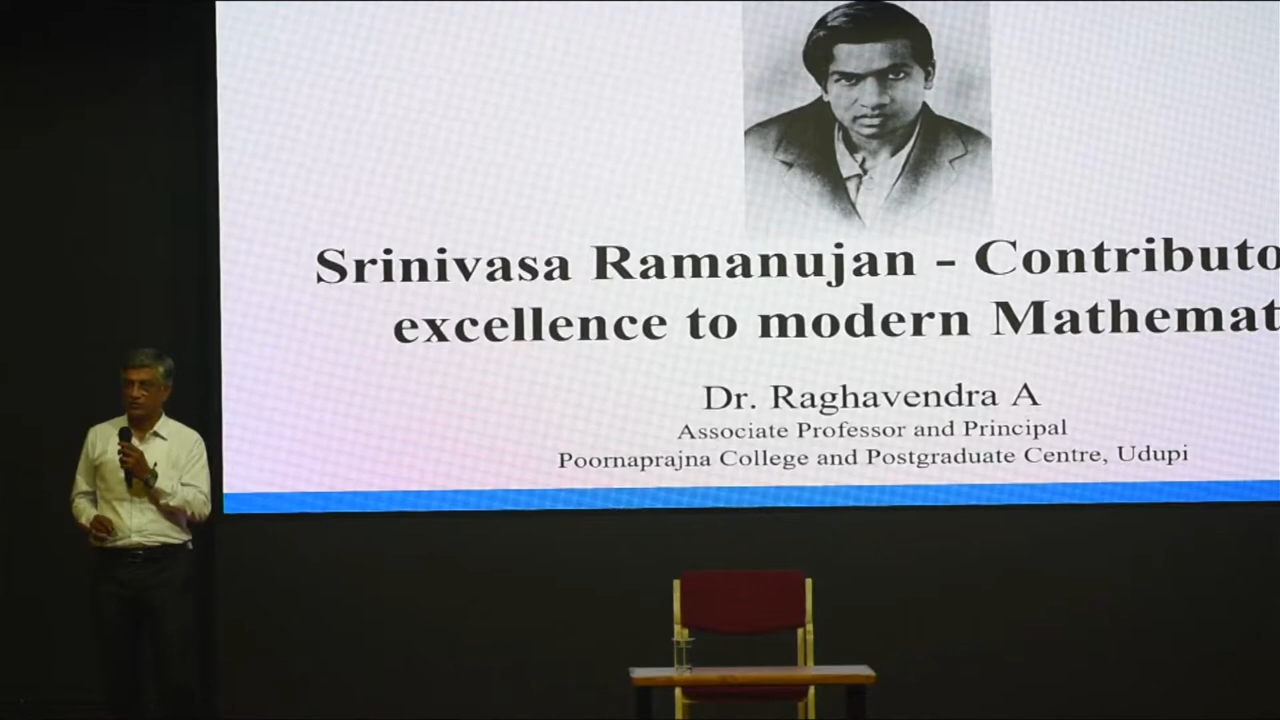 Srinivasa Ramanujan - Contributo
excellence to modern Mathemat
Dr. Raghavendra A
Associate Professor and Principal
Poornaprajna College and Postgraduate Centre, Udupi